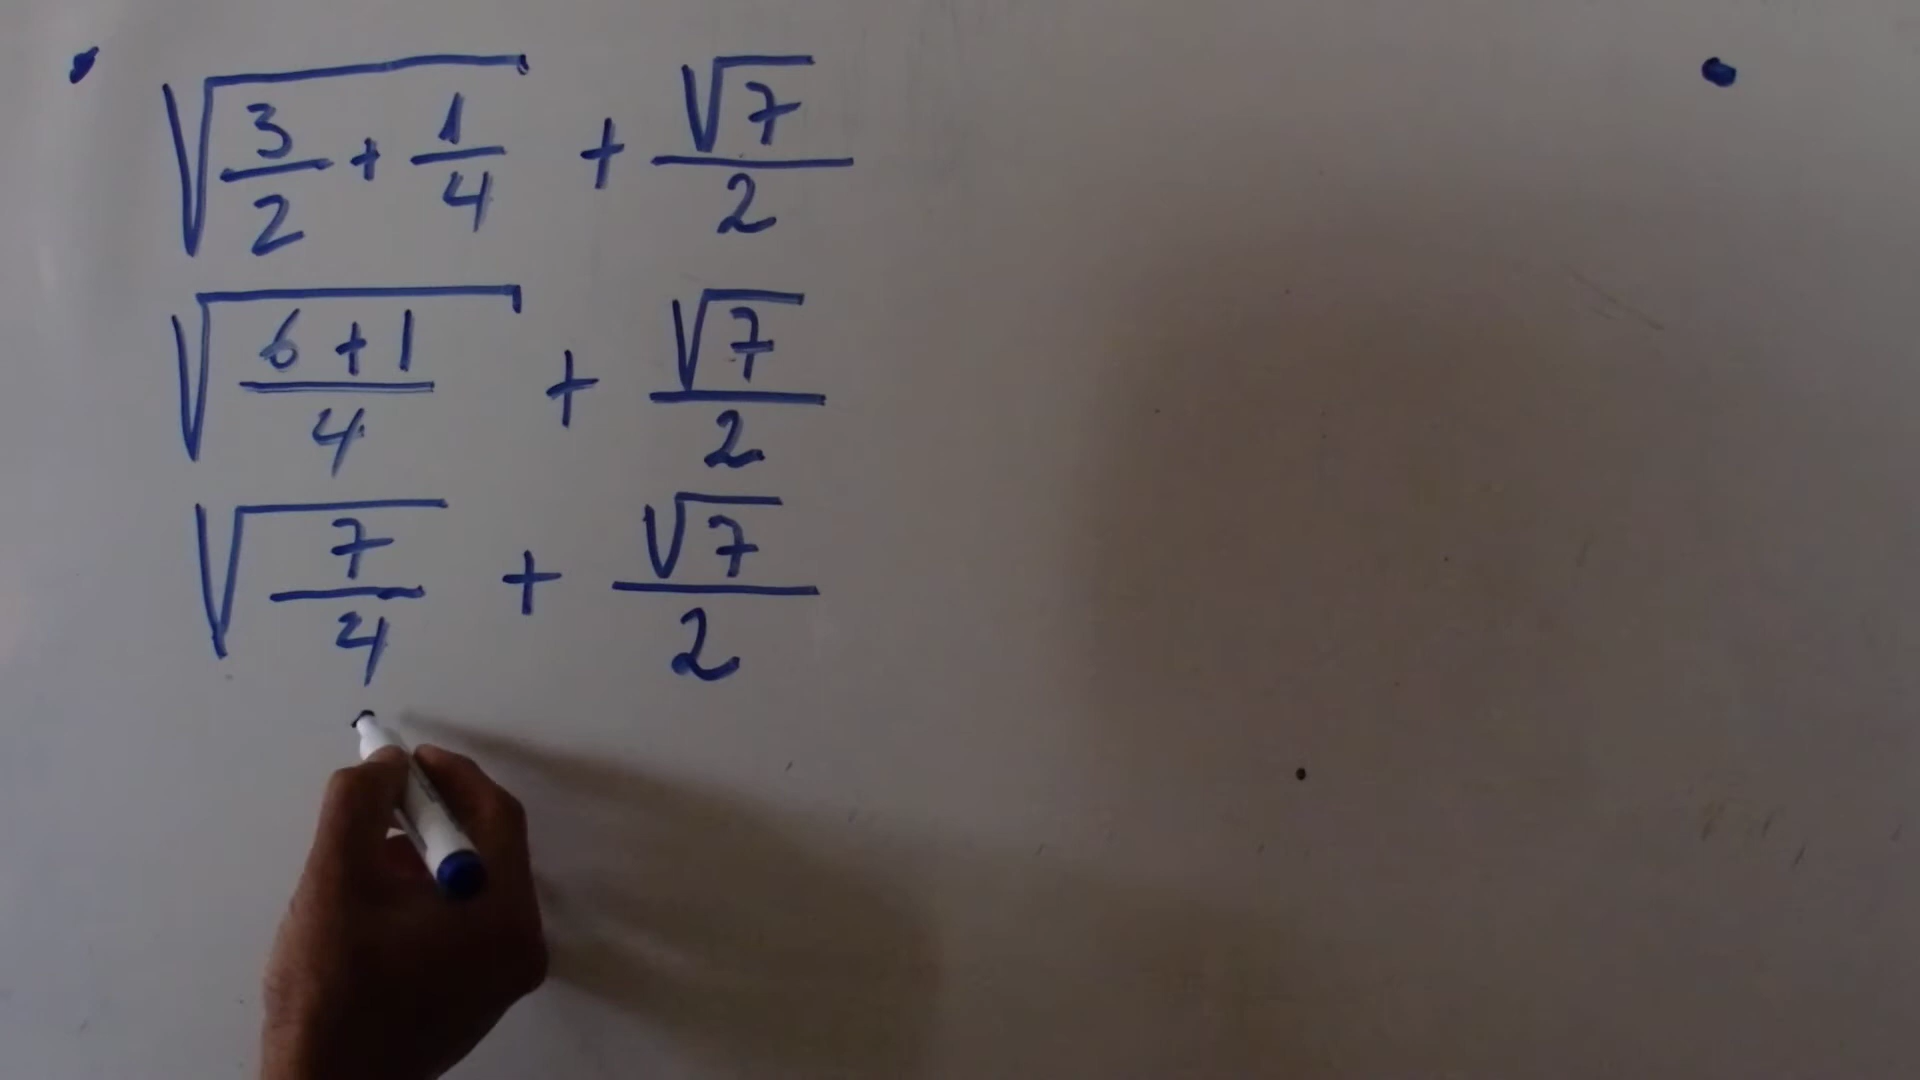 √(3/2 + 1/4) + √7/2
√((6+1)/4) + √7/2
√(7/4) + √7/2